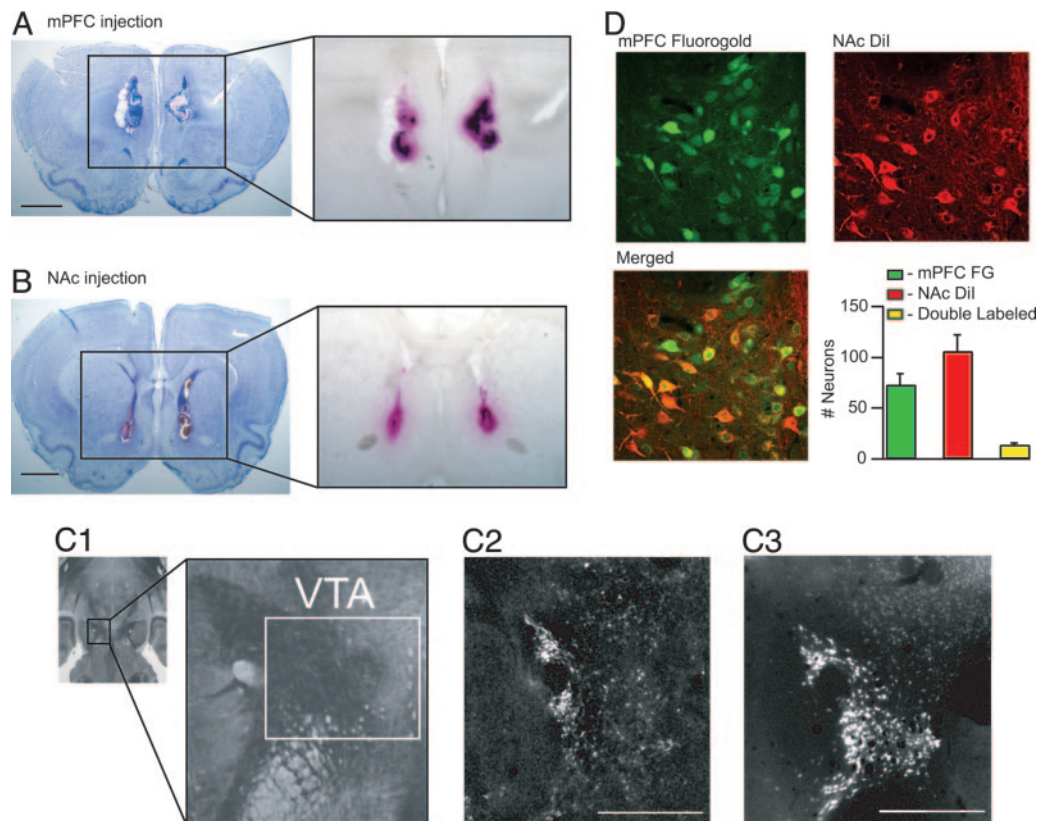 A mPFC injection
B NAc injection
C1
VTA
C2
C3
D
mPFC Fluorogold
NAc DiI
Merged
- mPFC FG
- NAc DiI
- Double Labeled
# Neurons
150
100
50
0